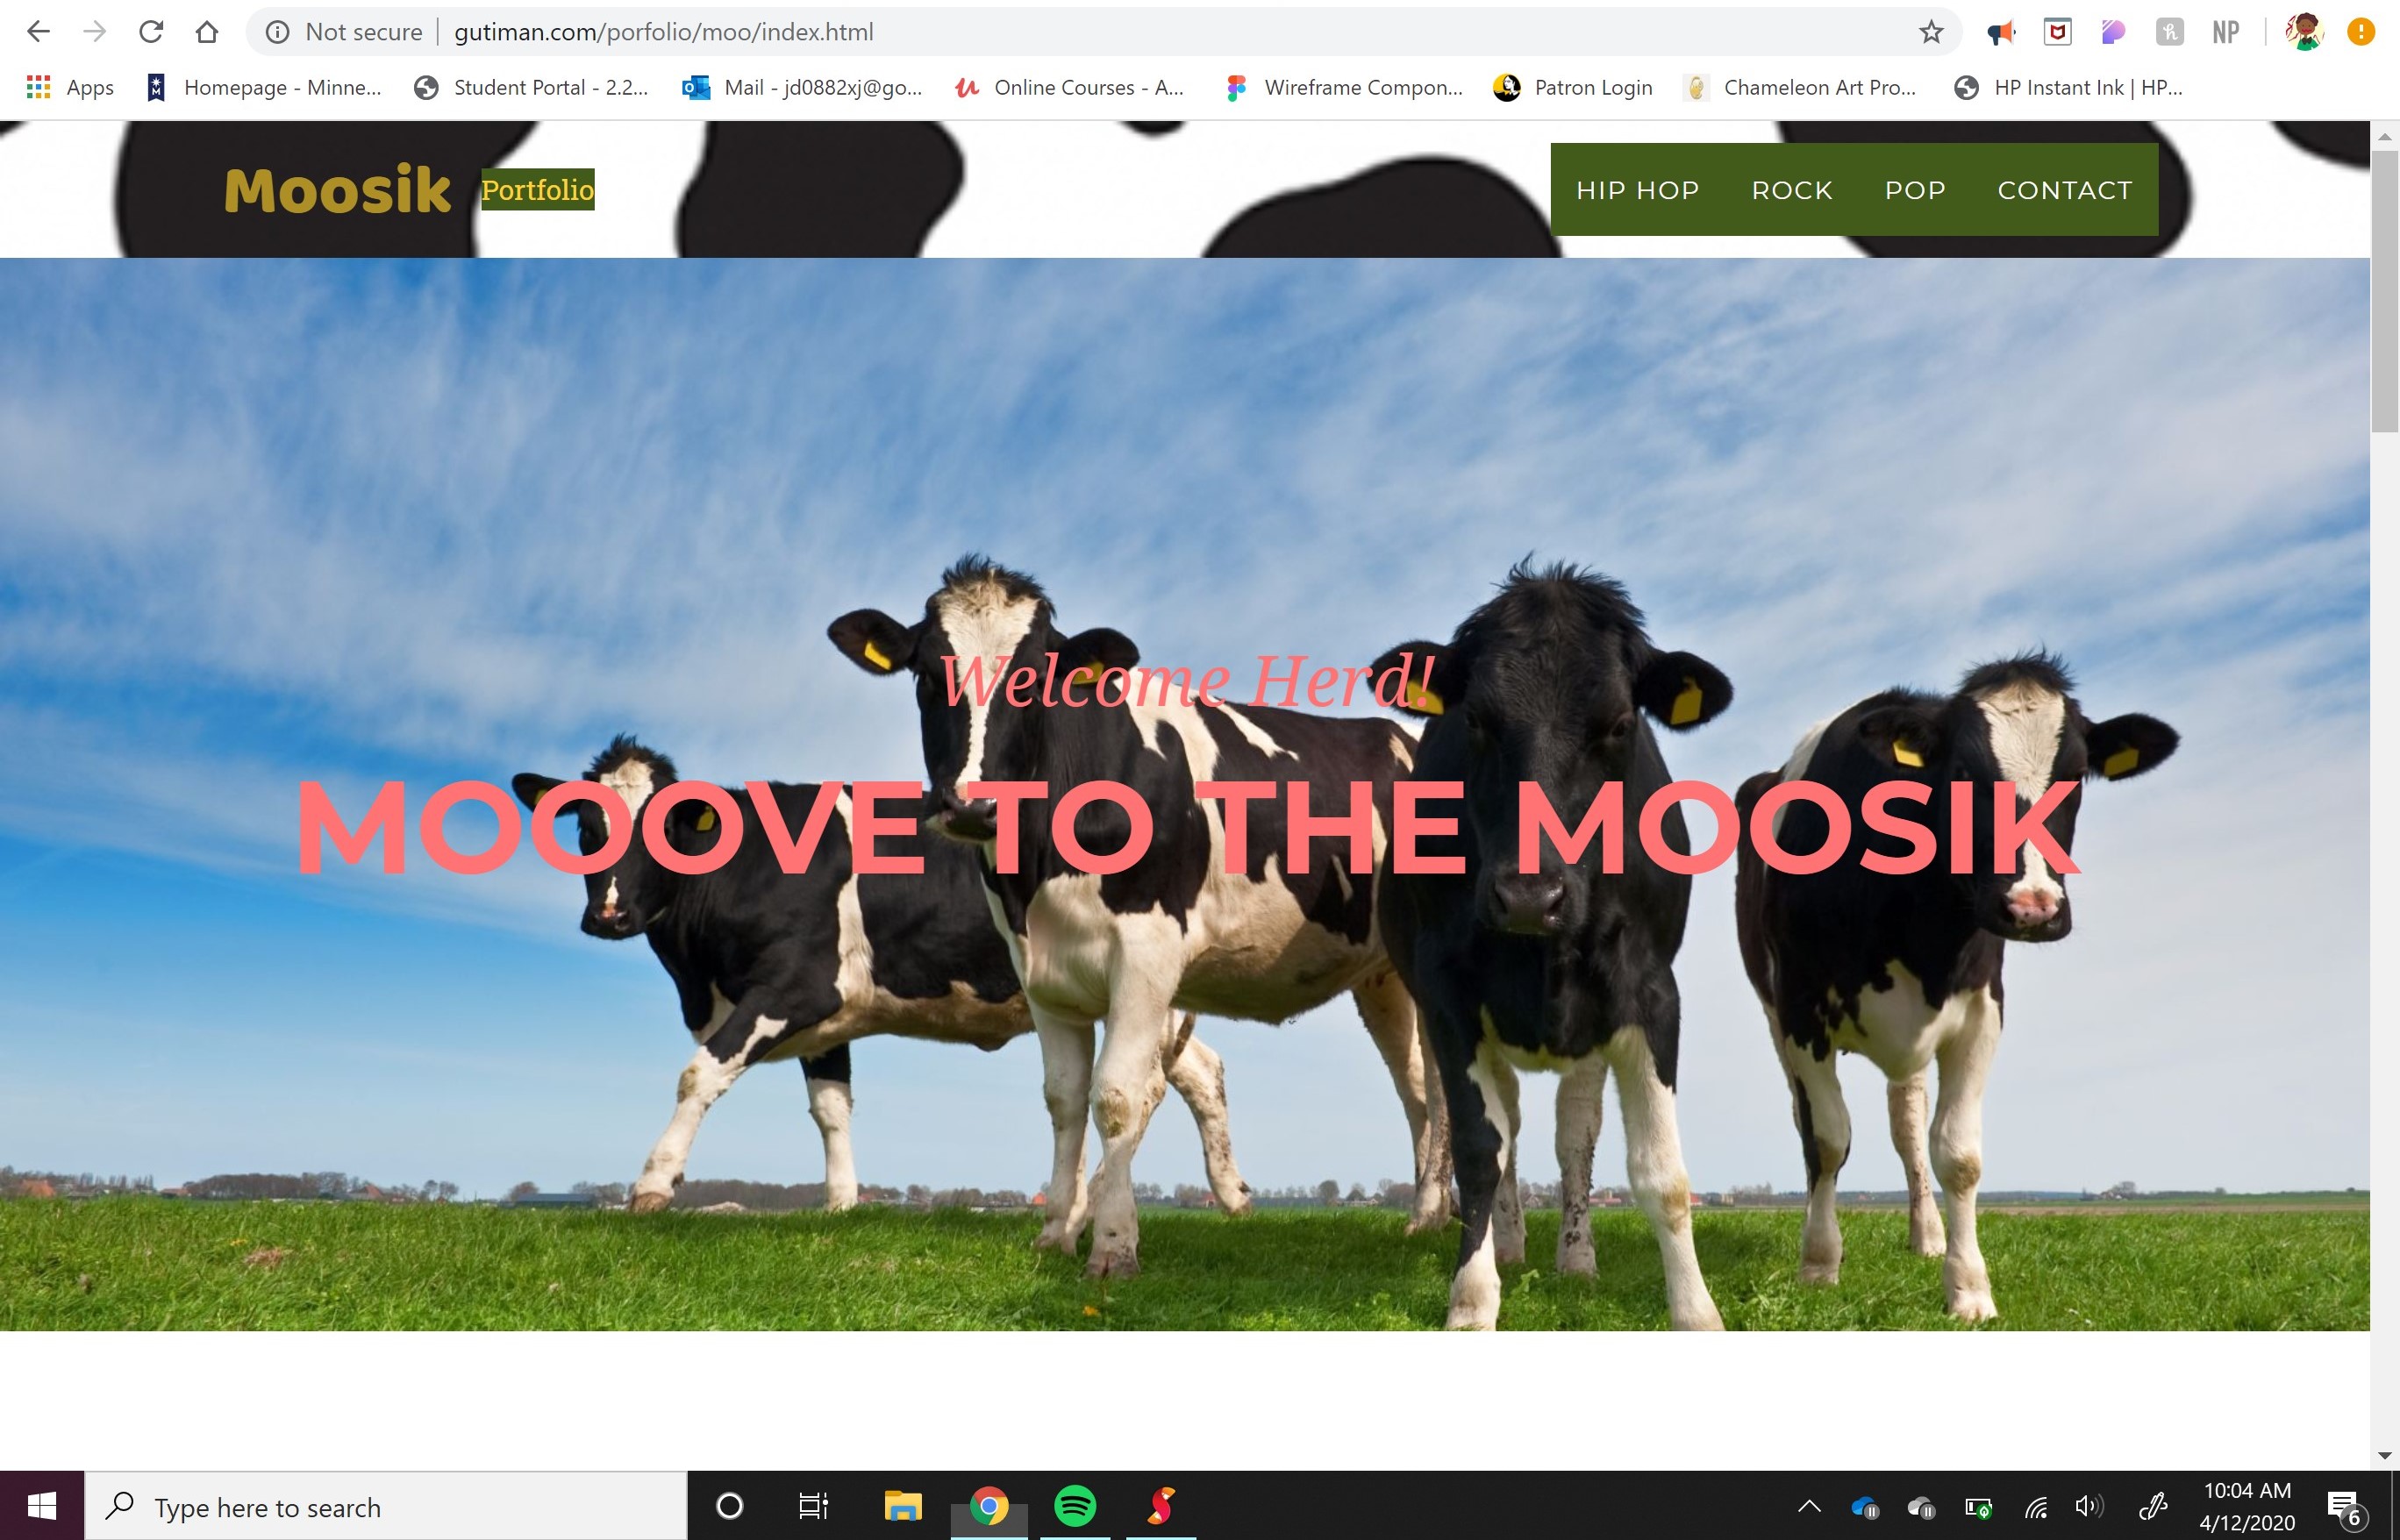 Not secure gutiman.com/porfolio/moo/index.html NP
Apps Homepage - Minne... Student Portal - 2.2... Mail - jd0882xj@go... Online Courses - A... Wireframe Compon... Patron Login Chameleon Art Pro... HP Instant Ink | HP...
Moosik Portfolio HIP HOP ROCK POP CONTACT
Welcome Herd!
MOOOVE TO THE MOOSIK
Type here to search
10:04 AM
4/12/2020
6